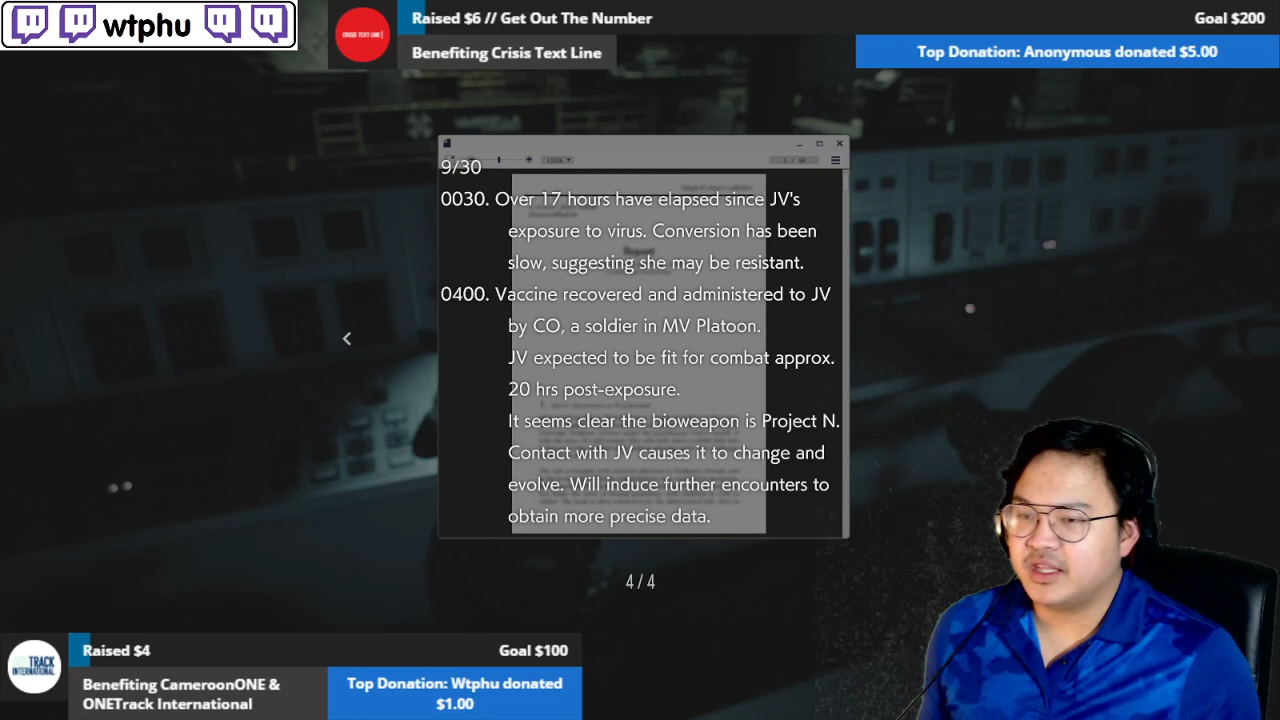 wtphu
CRISIS TEXT LINE |
Raised $6 // Get Out The Number
Goal $200
Benefiting Crisis Text Line
Top Donation: Anonymous donated $5.00
9/30
0030. Over 17 hours have elapsed since JV's
exposure to virus. Conversion has been
slow, suggesting she may be resistant.
0400. Vaccine recovered and administered to JV
by CO, a soldier in MV Platoon.
JV expected to be fit for combat approx.
20 hrs post-exposure.
It seems clear the bioweapon is Project N.
Contact with JV causes it to change and
evolve. Will induce further encounters to
obtain more precise data.
4 / 4
TRACK
INTERNATIONAL
Raised $4
Goal $100
Benefiting CameroonONE &
ONETrack International
Top Donation: Wtphu donated
$1.00